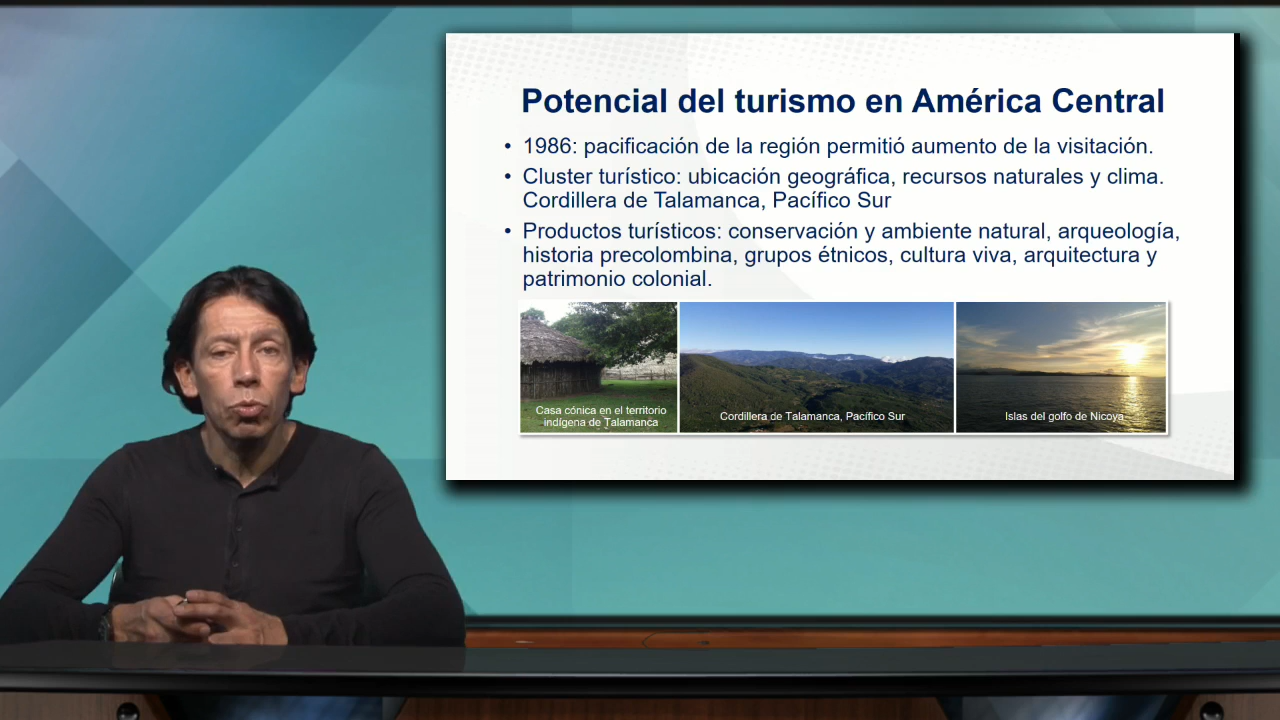 Potencial del turismo en América Central
• 1986: pacificación de la región permitió aumento de la visitación.
• Cluster turístico: ubicación geográfica, recursos naturales y clima.
Cordillera de Talamanca, Pacífico Sur
• Productos turísticos: conservación y ambiente natural, arqueología,
historia precolombina, grupos étnicos, cultura viva, arquitectura y
patrimonio colonial.
Casa cónica en el territorio
indígena de Talamanca
Cordillera de Talamanca, Pacífico Sur
Islas del golfo de Nicoya